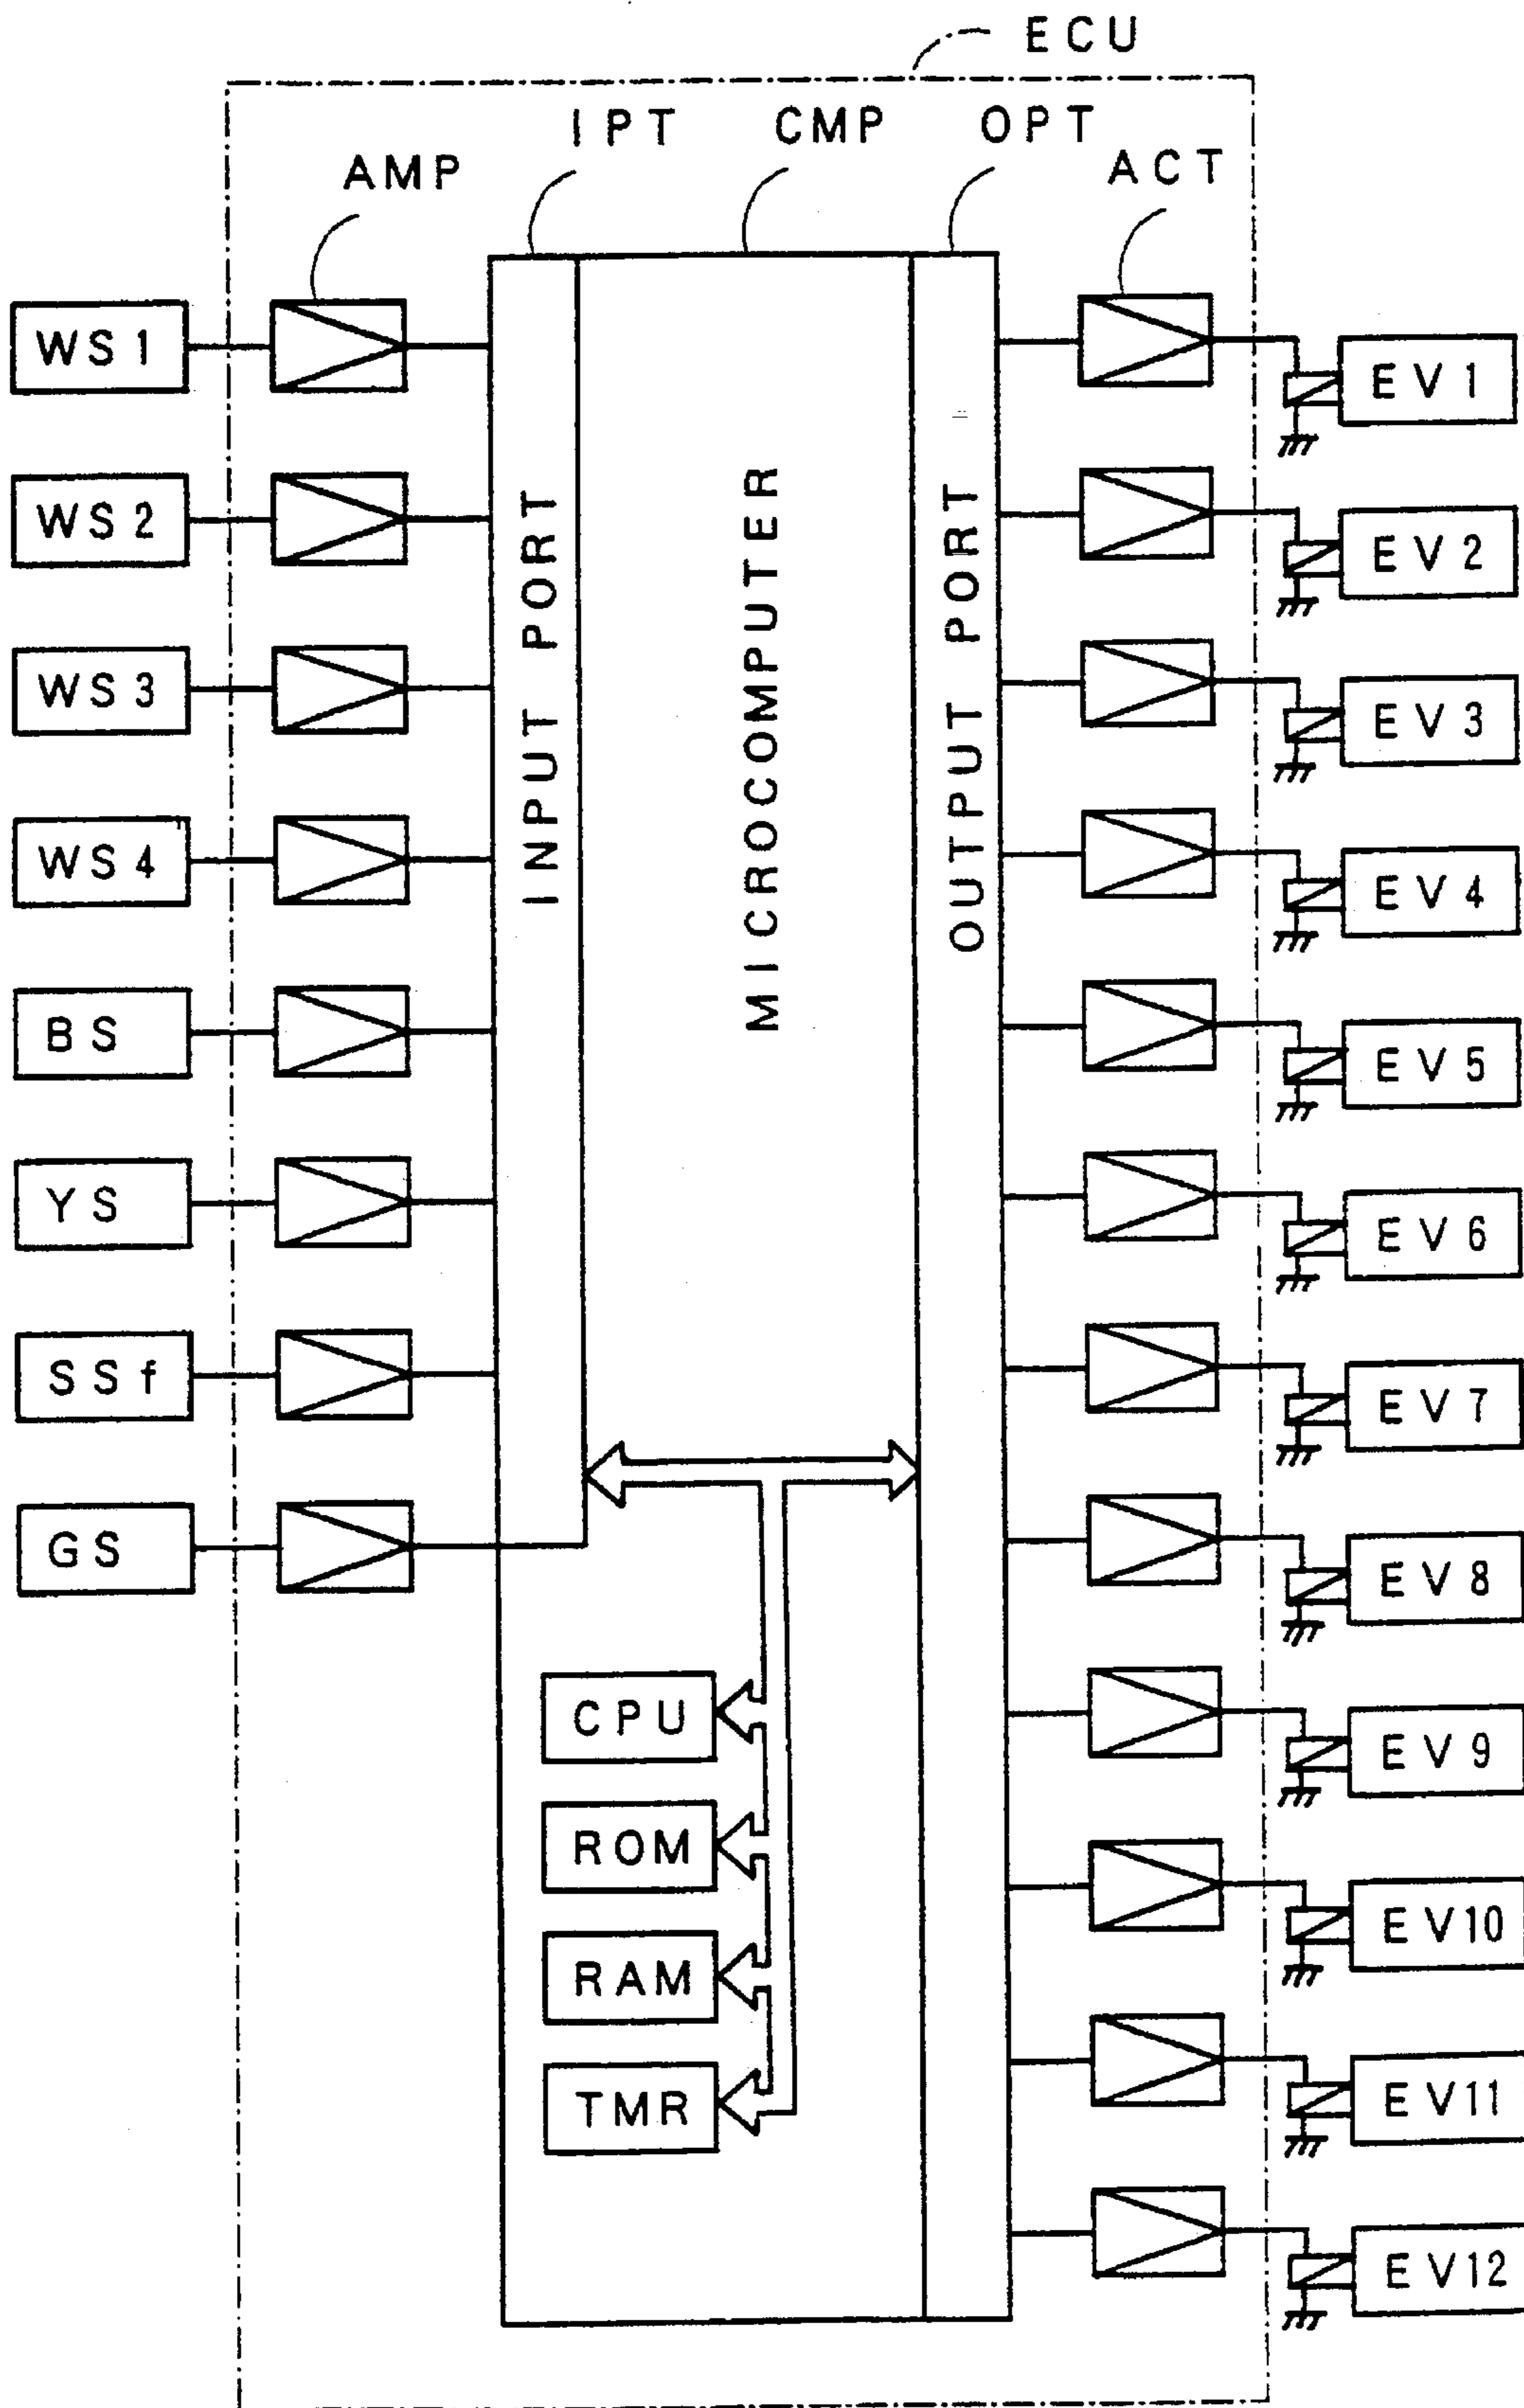 ECU
IPT
CMP
OPT
AMP
ACT
WS1
WS2
WS3
WS4
BS
YS
SSf
GS
INPUT PORT
MICROCOMPUTER
OUTPUT PORT
CPU
ROM
RAM
TMR
EV1
EV2
EV3
EV4
EV5
EV6
EV7
EV8
EV9
EV10
EV11
EV12